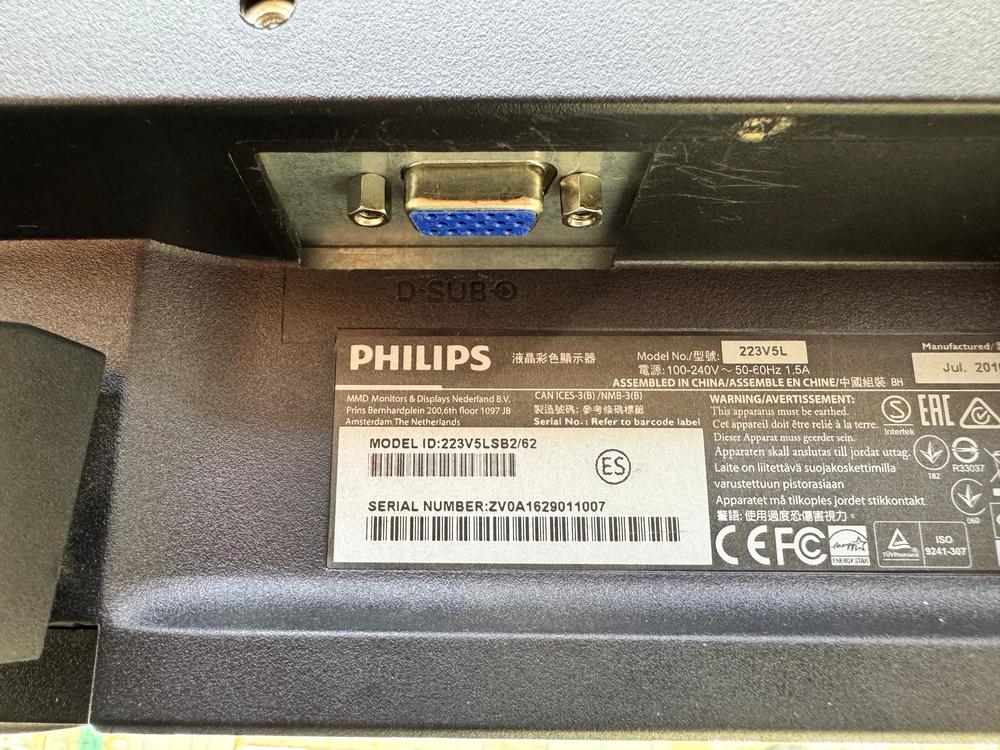 D-SUB
PHILIPS 液晶彩色顯示器
Model No./型號: 223V5L
電源: 100-240V~ 50-60Hz 1.5A
ASSEMBLED IN CHINA/ASSEMBLE EN CHINE/中國組裝 BH
Manufactured/
Jul.
MMD Monitors & Displays Nederland B.V.
Prins Bernhardplein 200,6th floor 1097 JB
Amsterdam The Netherlands
CAN ICES-3(B) /NMB-3(B)
製造號碼: 參考條碼標籤
Serial No.: Refer to barcode label
MODEL ID:223V5LSB2/62
ES
SERIAL NUMBER:ZV0A1629011007
WARNING/AVERTISSEMENT:
This apparatus must be earthed.
Cet appareil doit être relié à la terre.
Dieser Apparat muss geerdet sein.
Apparaten skall anslutas till jordat uttag.
Laite on liitettävä suojakoskettimilla
varustettuun pistorasiaan
Apparatet må tilkoples jordet stikkontakt
警語: 使用過度恐傷害視力。
S
Intertek
EAC
182
R33037
060
CE FC
energy
ENERGY STAR
TÜVRheinland
ISO
9241-307